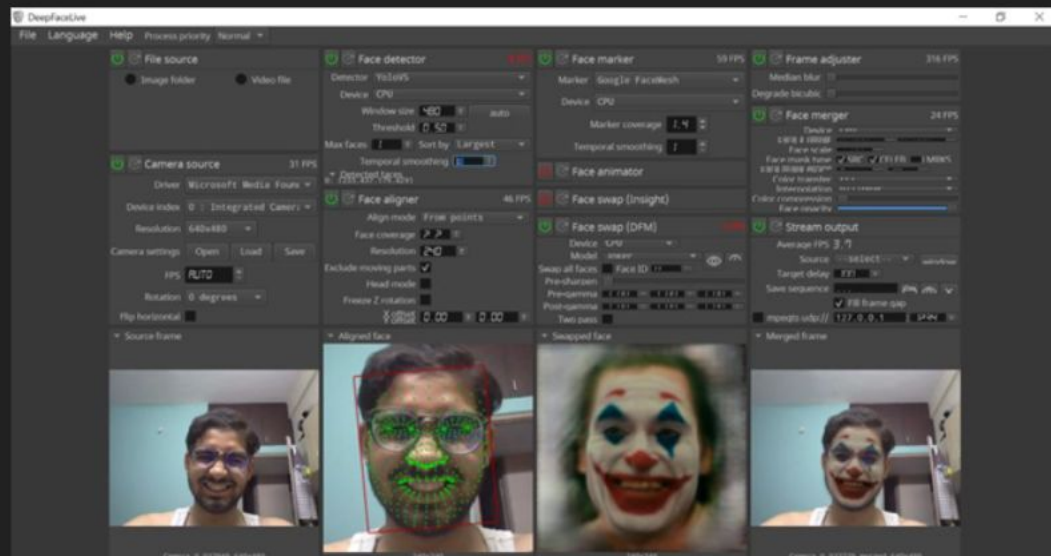 DeepFaceLive
File Language Help Process priority Normal
File source
Image folder Video file
Camera source 31 FPS
Driver Microsoft Media Foun
Device index 0 : Integrated Camer
Resolution 640x480
Camera settings Open Load Save
FPS AUTO
Rotation 0 degrees
Flip horizontal
Source frame
Face detector
Detector YoloV5
Device CPU
Window size 480 auto
Threshold 0.50
Max faces 1 Sort by Largest
Temporal smoothing
Detected faces
Face aligner 46 FPS
Align mode From points
Face coverage 2.2
Resolution 240
Exclude moving parts
Head mode
Freeze Z rotation
0.00 0.00
Aligned face
Face marker 59 FPS
Marker Google FaceMesh
Device CPU
Marker coverage 1.4
Temporal smoothing 1
Face animator
Face swap (Insight)
Face swap (DFM)
Device CPU
Model
Swap all faces Face ID
Pre-sharpen
Pre-gamma
Post-gamma
Two pass
Swapped face
Frame adjuster 316 FPS
Median blur
Degrade bicubic
Face merger 24 FPS
Device
Face scale
Face mask type SRC CELEB LMRKS
Color transfer
Interpolation
Color compression
Face opacity
Stream output
Average FPS 3.9
Source --select-- window
Target delay
Save sequence ...
Fill frame gap
mpegts udp:// 127.0.0.1
Merged frame